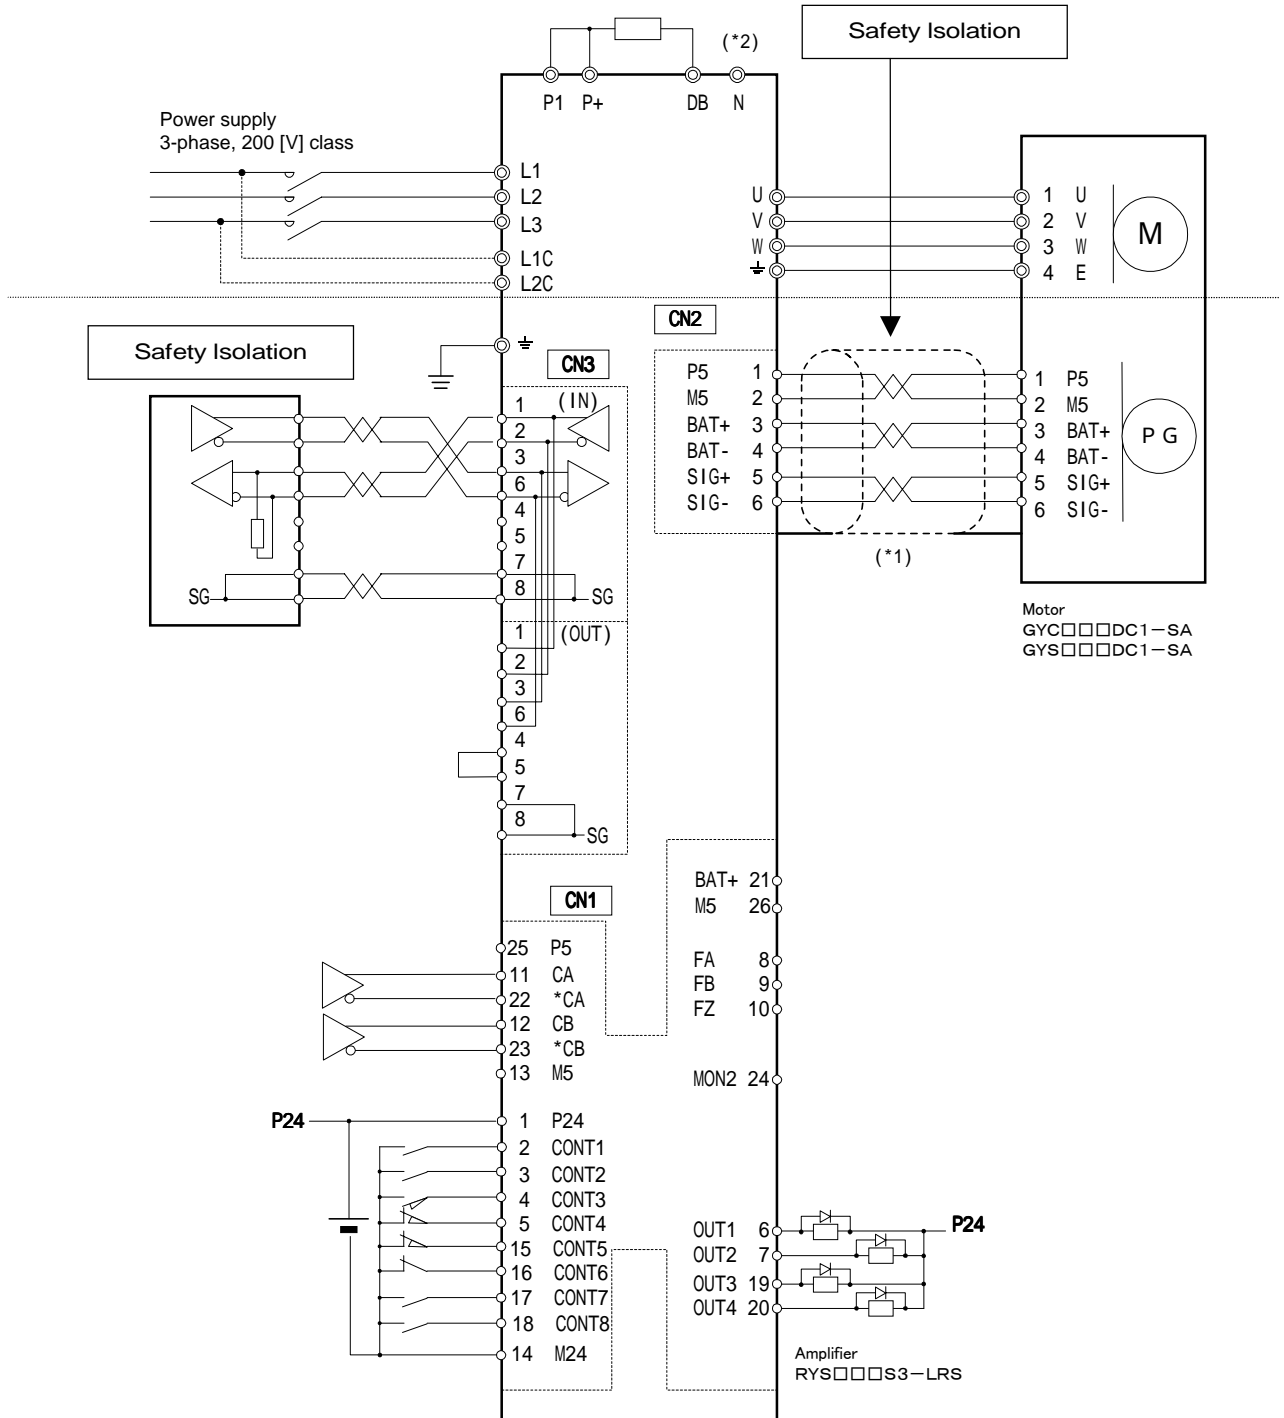 Safety Isolation
(*2)
P1 P+ DB N
Power supply
3-phase, 200 [V] class
L1
L2
L3
L1C
L2C
U
V
W
1 U
2 V
3 W
4 E
M
Safety Isolation
CN2
P5 1
M5 2
BAT+ 3
BAT- 4
SIG+ 5
SIG- 6
(*1)
1 P5
2 M5
3 BAT+
4 BAT-
5 SIG+
6 SIG-
PG
Motor
GYC□□□DC1-SA
GYS□□□DC1-SA
CN3
1 (IN)
2
3
6
4
5
7
8
SG
SG
1 (OUT)
2
3
6
4
5
7
8
SG
CN1
25 P5
11 CA
22 *CA
12 CB
23 *CB
13 M5
P24
1 P24
2 CONT1
3 CONT2
4 CONT3
5 CONT4
15 CONT5
16 CONT6
17 CONT7
18 CONT8
14 M24
BAT+ 21
M5 26
FA 8
FB 9
FZ 10
MON2 24
OUT1 6
OUT2 7
OUT3 19
OUT4 20
P24
Amplifier
RYS□□□S3-LRS